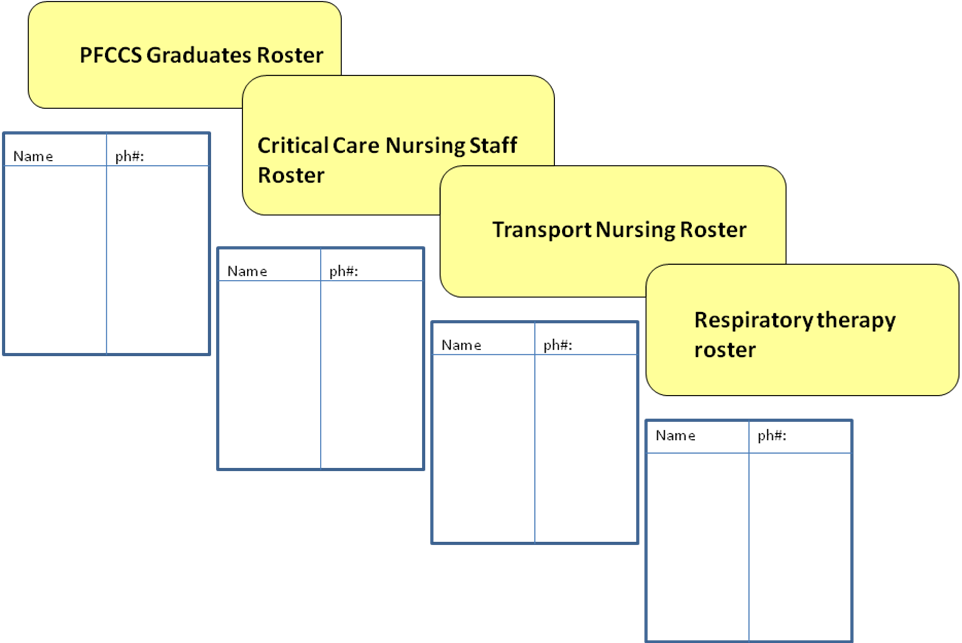 PFCCS Graduates Roster
Critical Care Nursing Staff
Roster
Transport Nursing Roster
Respiratory therapy
roster
Name ph#:
Name ph#:
Name ph#:
Name ph#: